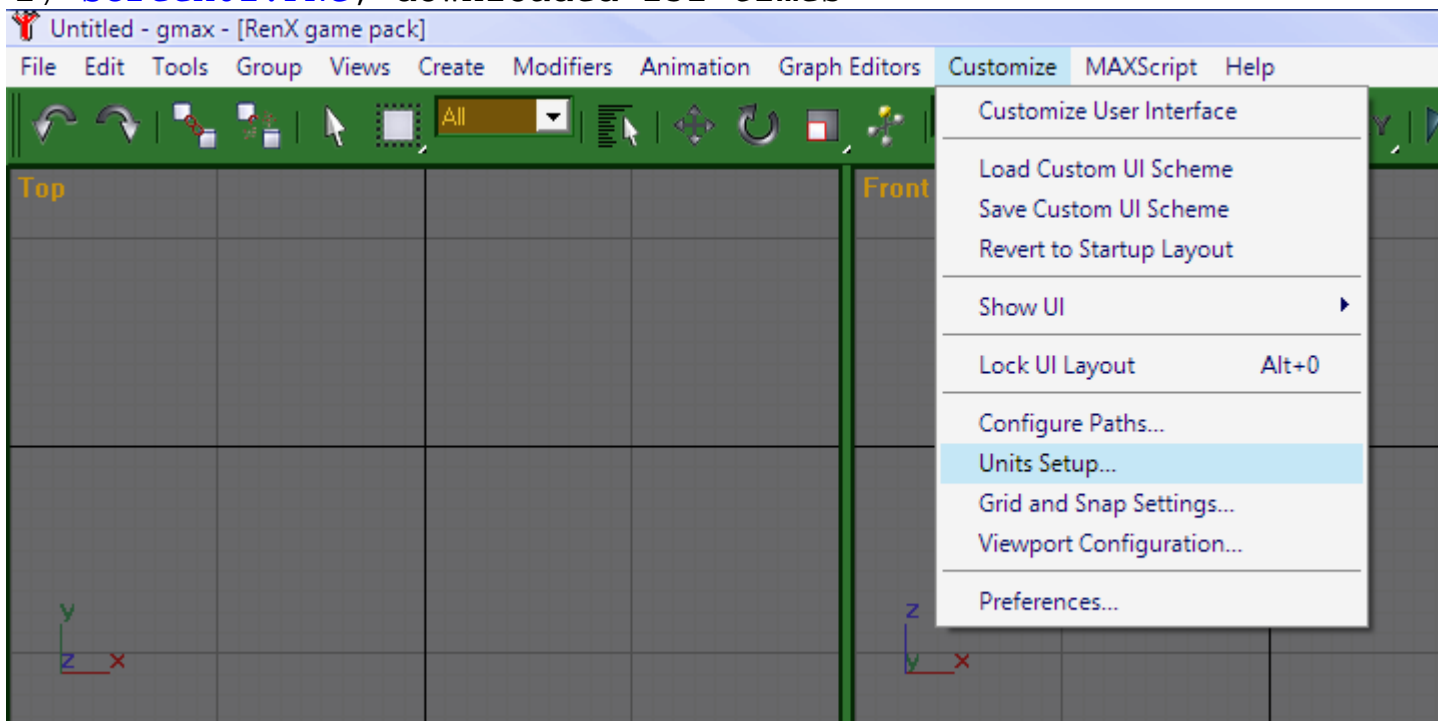 Untitled - gmax - [RenX game pack]
File Edit Tools Group Views Create Modifiers Animation Graph Editors Customize MAXScript Help
All
Customize User Interface
Load Custom UI Scheme
Save Custom UI Scheme
Revert to Startup Layout
Show UI
Lock UI Layout Alt+0
Configure Paths...
Units Setup...
Grid and Snap Settings...
Viewport Configuration...
Preferences...
Top
Front
y
z x
z
y x